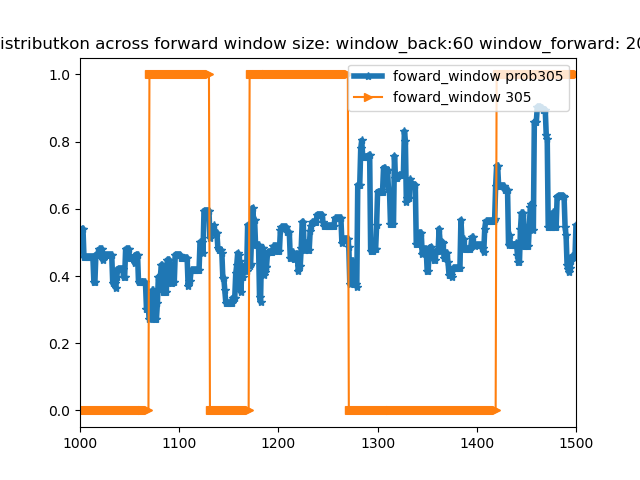 istributkon across forward window size: window_back:60 window_forward: 20
foward_window prob305
foward_window 305
1.0
0.8
0.6
0.4
0.2
0.0
1000 1100 1200 1300 1400 1500